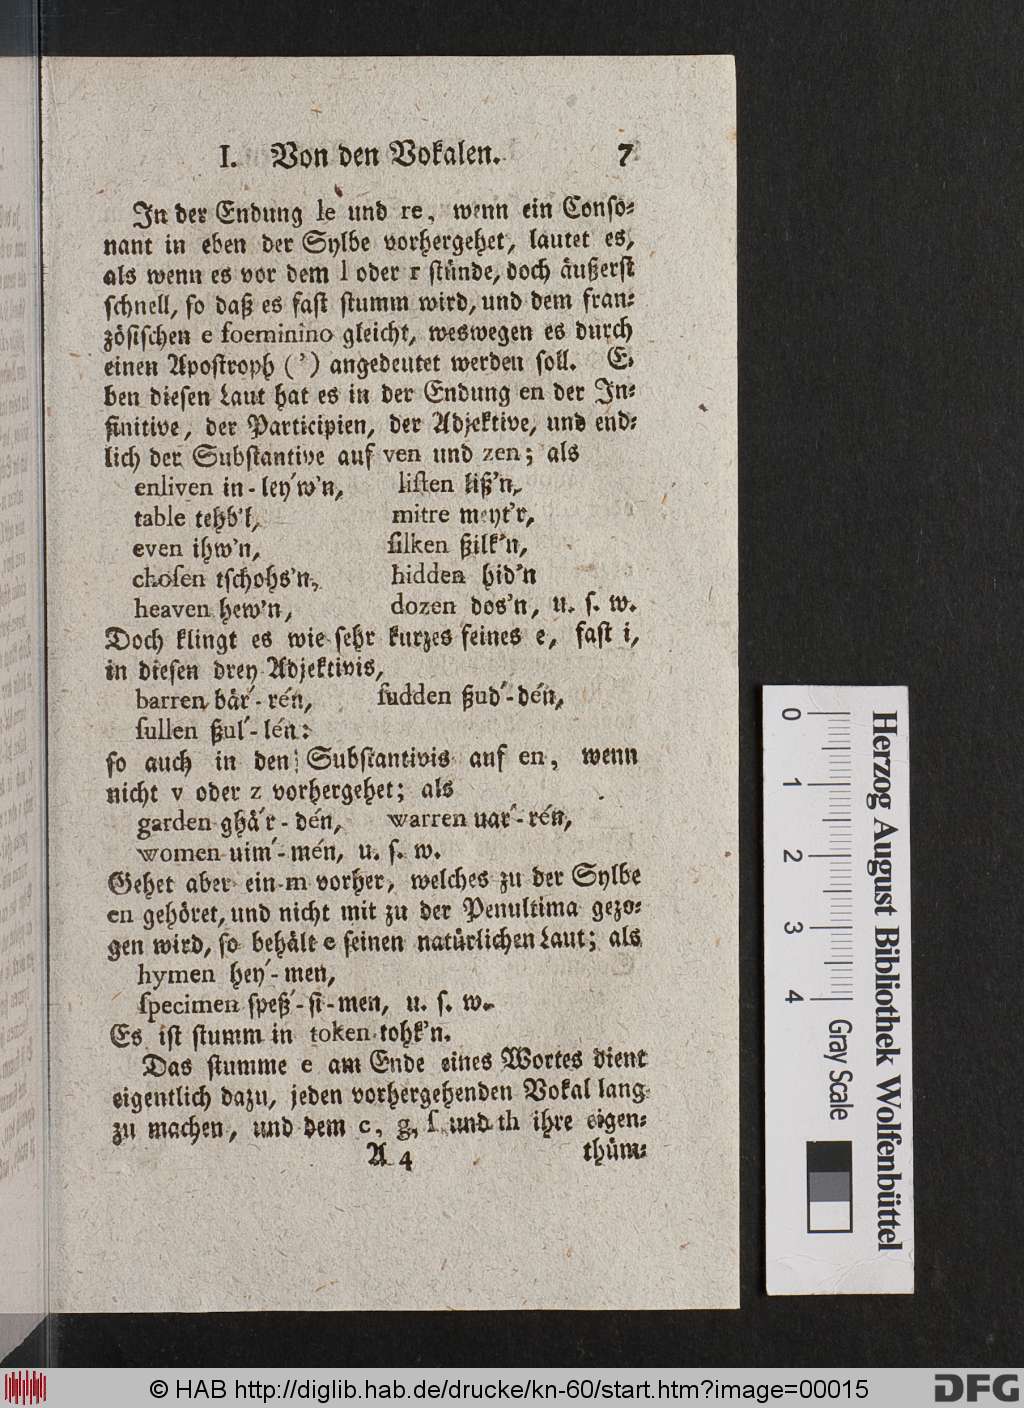 I. Von den Vokalen. 7
In der Endung le und re, wenn ein Conso⸗
nant in eben der Sylbe vorhergehet, lautet es,
als wenn es vor dem l oder r stünde, doch äußerst
schnell, so daß es fast stumm wird, und dem fran⸗
zösischen e foeminino gleicht, weswegen es durch
einen Apostroph (’) angedeutet werden soll. E⸗
ben diesen Laut hat es in der Endung en der In⸗
finitive, der Participien, der Adjektive, und end⸗
lich der Substantive auf ven und zen; als
enliven in-ley´w’n, liſten liß’n,
table tehb’l, mitre meyt’r,
even ihw’n, ſilken ßilk’n,
choſen tschohs’n, hidden hid’n
heaven hew’n, dozen dos’n, u. s. w.
Doch klingt es wie sehr kurzes feines e, fast i,
in diesen drey Adjektivis,
barren bär´-rén, ſudden ßud´-dén,
ſullen ßul´-lén:
so auch in den Substantivis auf en, wenn
nicht v oder z vorhergehet; als
garden ghä´r-dén, warren uar´-rén,
women uim´-mén, u. s. w.
Gehet aber ein m vorher, welches zu der Sylbe
en gehöret, und nicht mit zu der Penultima gezo⸗
gen wird, so behält e seinen natürlichen Laut; als
hymen hey´-men,
ſpecimen speß´-si-men, u. s. w.
Es ist stumm in token tohk’n.
Das stumme e am Ende eines Wortes dient
eigentlich dazu, jeden vorhergehenden Vokal lang
zu machen, und dem c, g, ſ und th ihre eigen⸗
A 4 thüm⸗
0 1 2 3 4
Gray Scale
Herzog August Bibliothek Wolfenbüttel
© HAB http://diglib.hab.de/drucke/kn-60/start.htm?image=00015
DFG